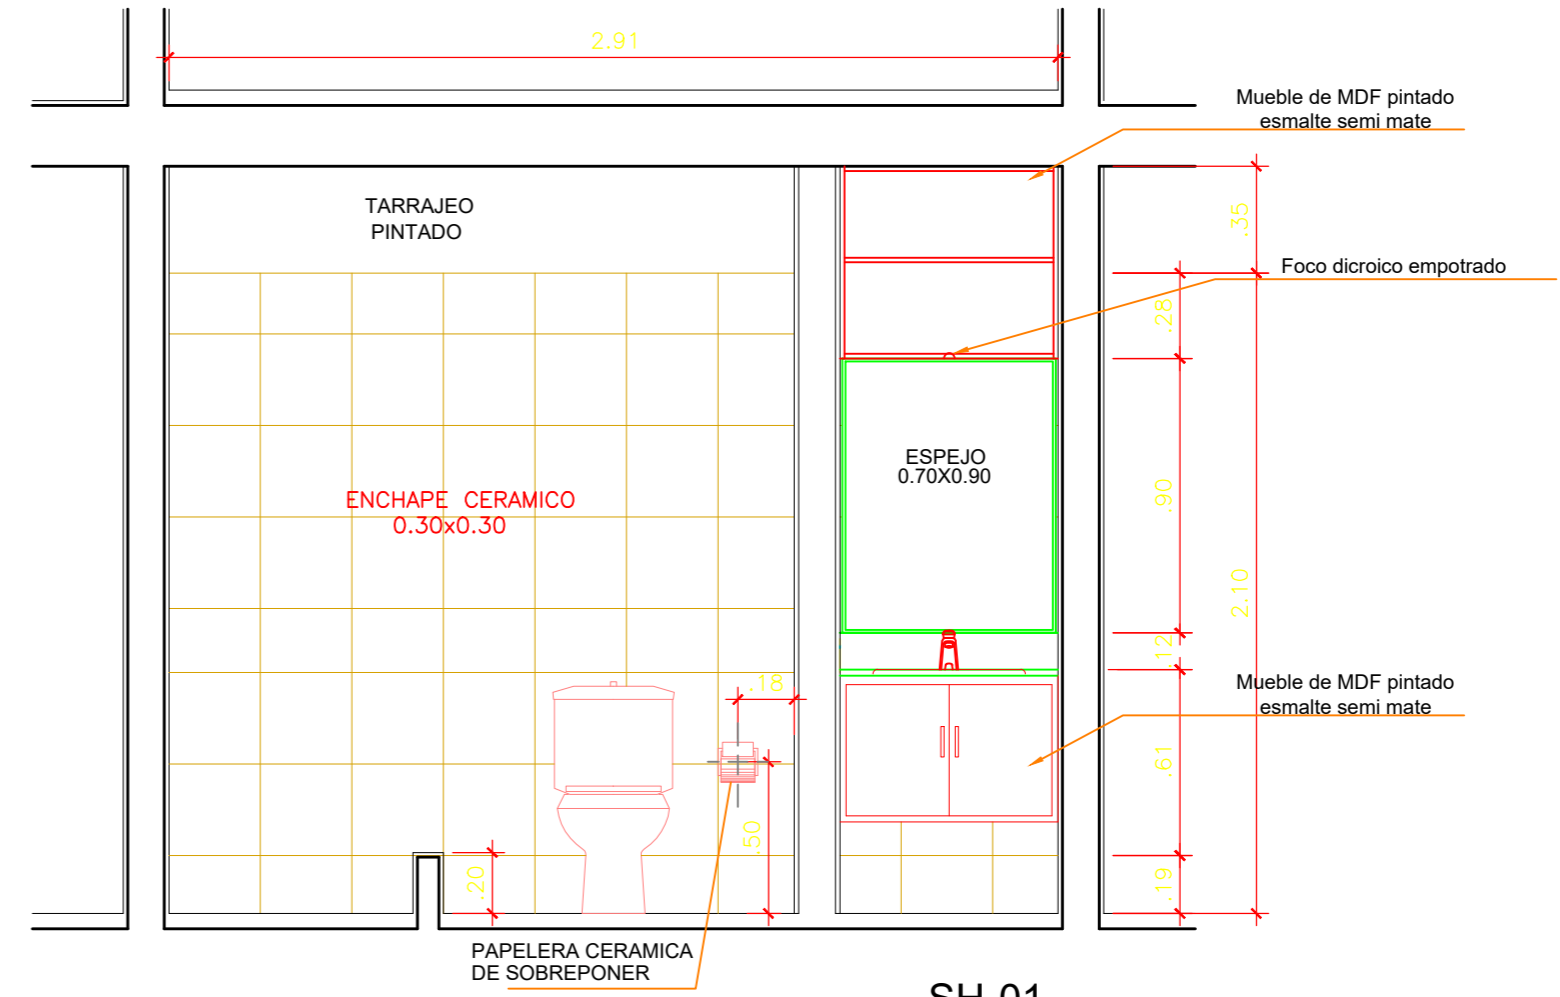 2.91
Mueble de MDF pintado
esmalte semi mate
TARRAJEO
PINTADO
.35
Foco dicroico empotrado
.28
ESPEJO
0.70X0.90
ENCHAPE CERAMICO
0.30x0.30
.90
2.10
.12
.18
Mueble de MDF pintado
esmalte semi mate
.61
.50
.20
.19
PAPELERA CERAMICA
DE SOBREPONER
SH-01